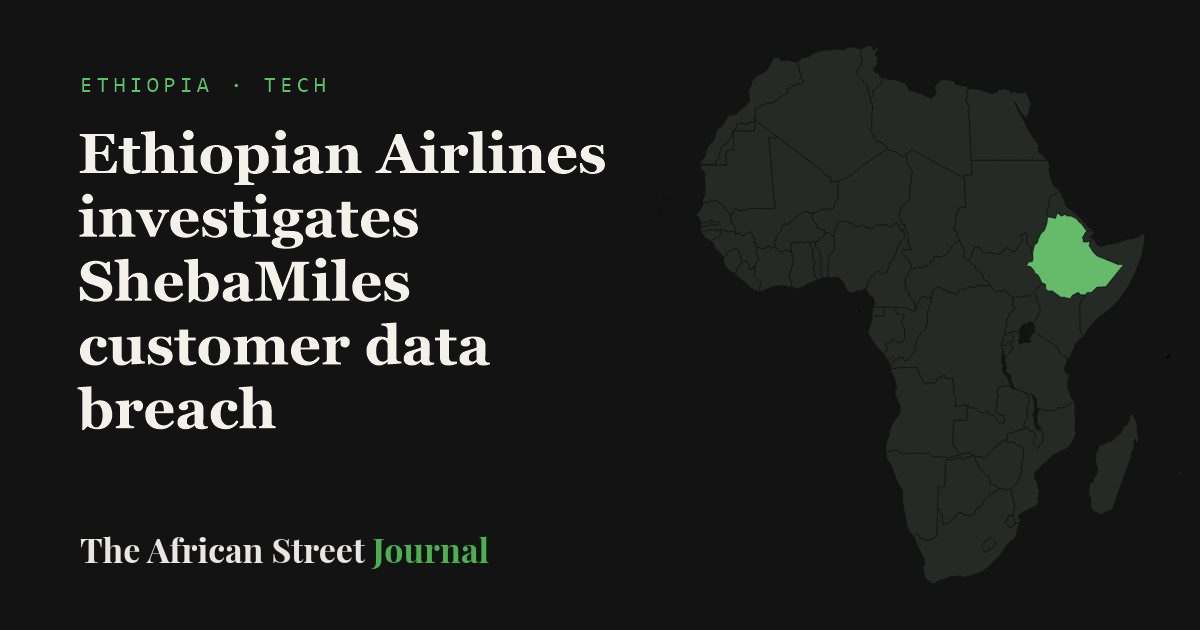 ETHIOPIA · TECH
Ethiopian Airlines
investigates
ShebaMiles
customer data
breach
The African Street Journal